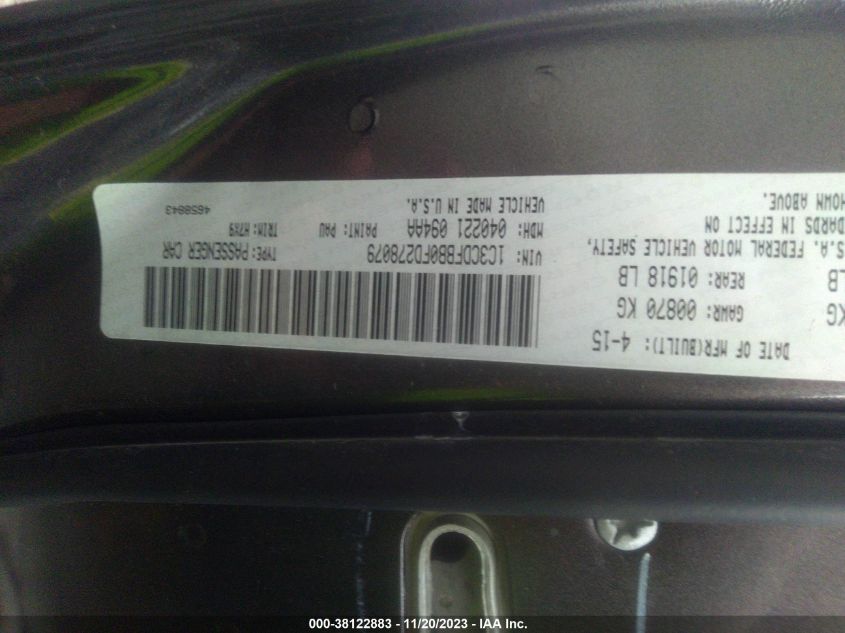 DATE OF MFR(BUILT): 4-15
KG GAWR: 00870 KG
LB REAR: 01918 LB
S.A. FEDERAL MOTOR VEHICLE SAFETY,
DARDS IN EFFECT ON
HOWN ABOVE.
VIN: 1C3CDFBB0FD278079 TYPE: PASSENGER CAR
MDH: 040221 094AA PAINT: PAU TRIM: H7X9
VEHICLE MADE IN U.S.A. 4658643
000-38122883 - 11/20/2023 - IAA Inc.